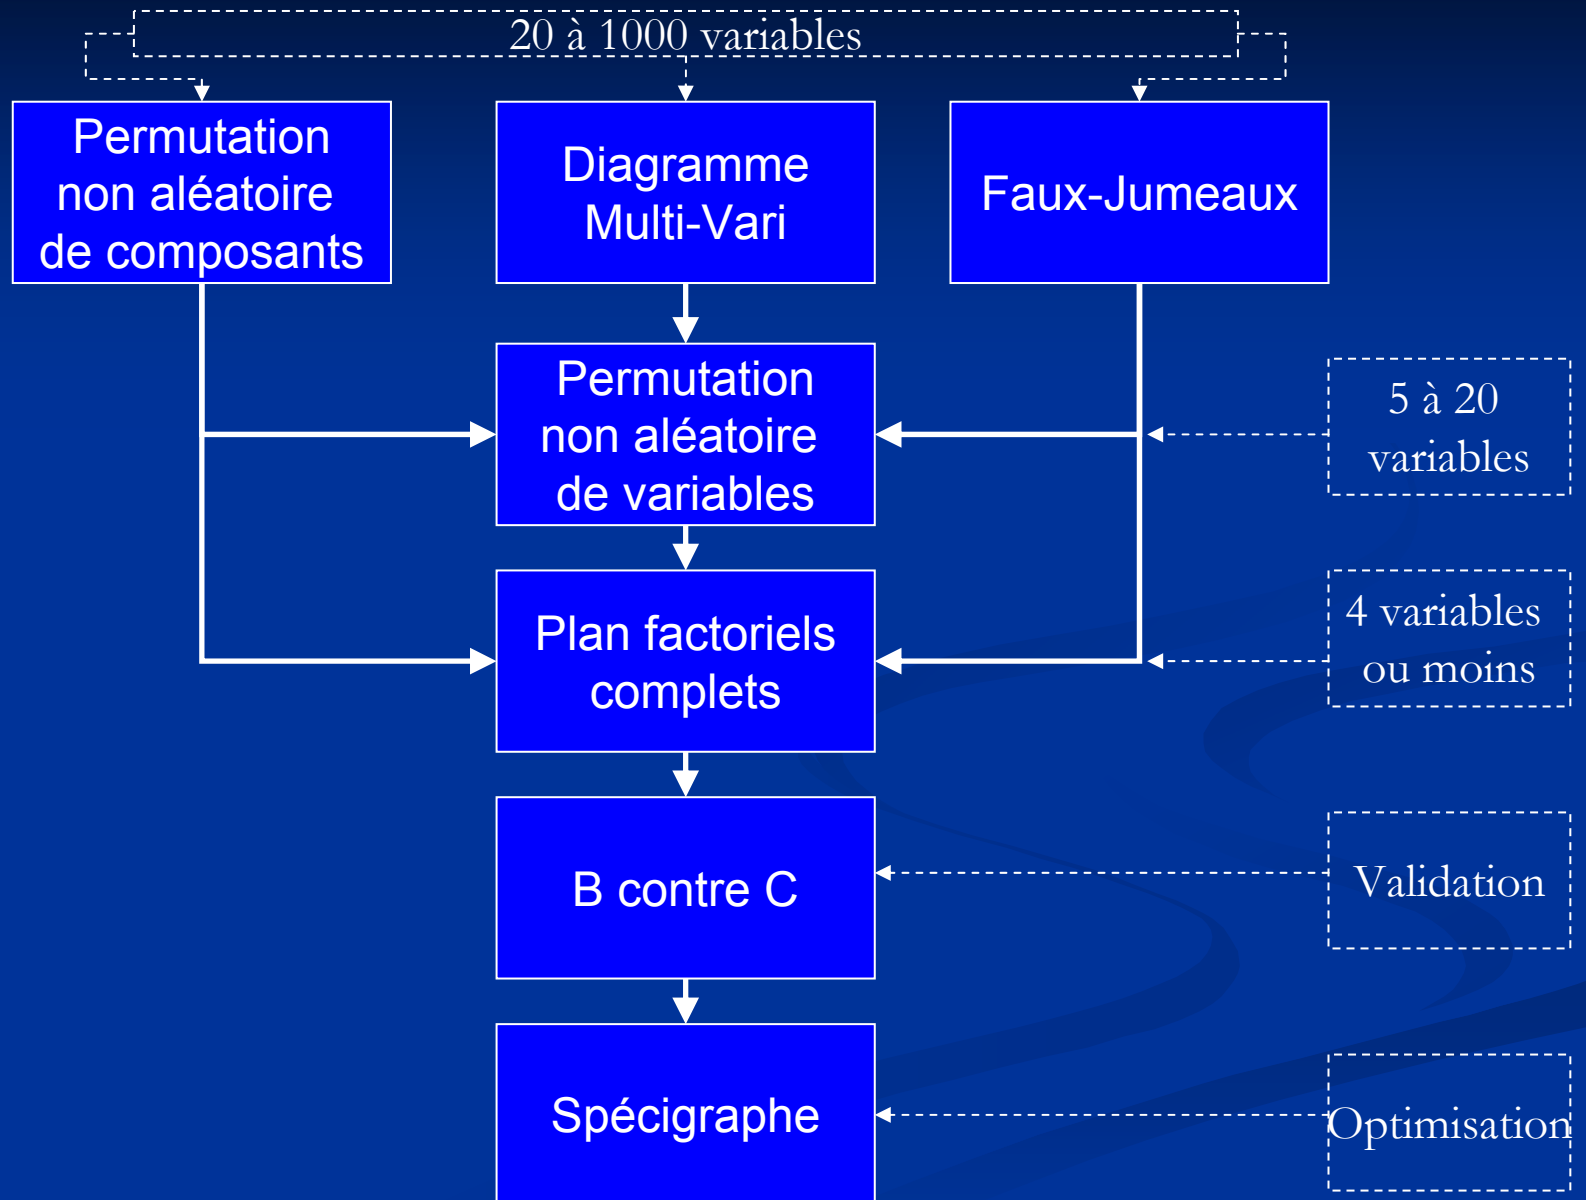 20 à 1000 variables
Permutation
non aléatoire
de composants
Diagramme
Multi-Vari
Faux-Jumeaux
Permutation
non aléatoire
de variables
5 à 20
variables
Plan factoriels
complets
4 variables
ou moins
B contre C
Validation
Spécigraphe
Optimisation